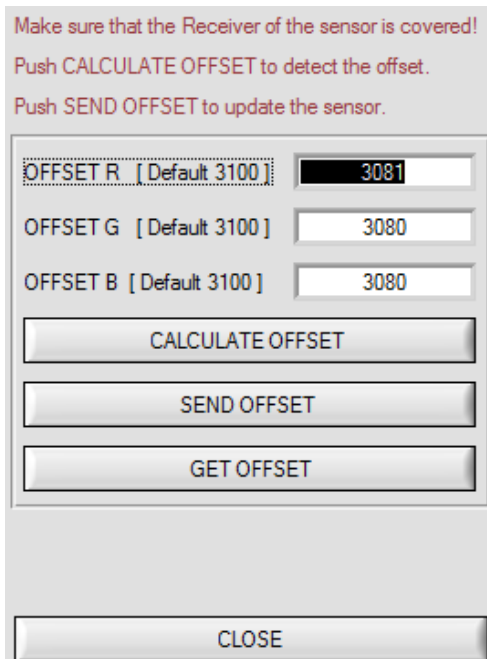 Make sure that the Receiver of the sensor is covered!
Push CALCULATE OFFSET to detect the offset.
Push SEND OFFSET to update the sensor.
OFFSET R [ Default 3100 ] 3081
OFFSET G [ Default 3100 ] 3080
OFFSET B [ Default 3100 ] 3080
CALCULATE OFFSET
SEND OFFSET
GET OFFSET
CLOSE